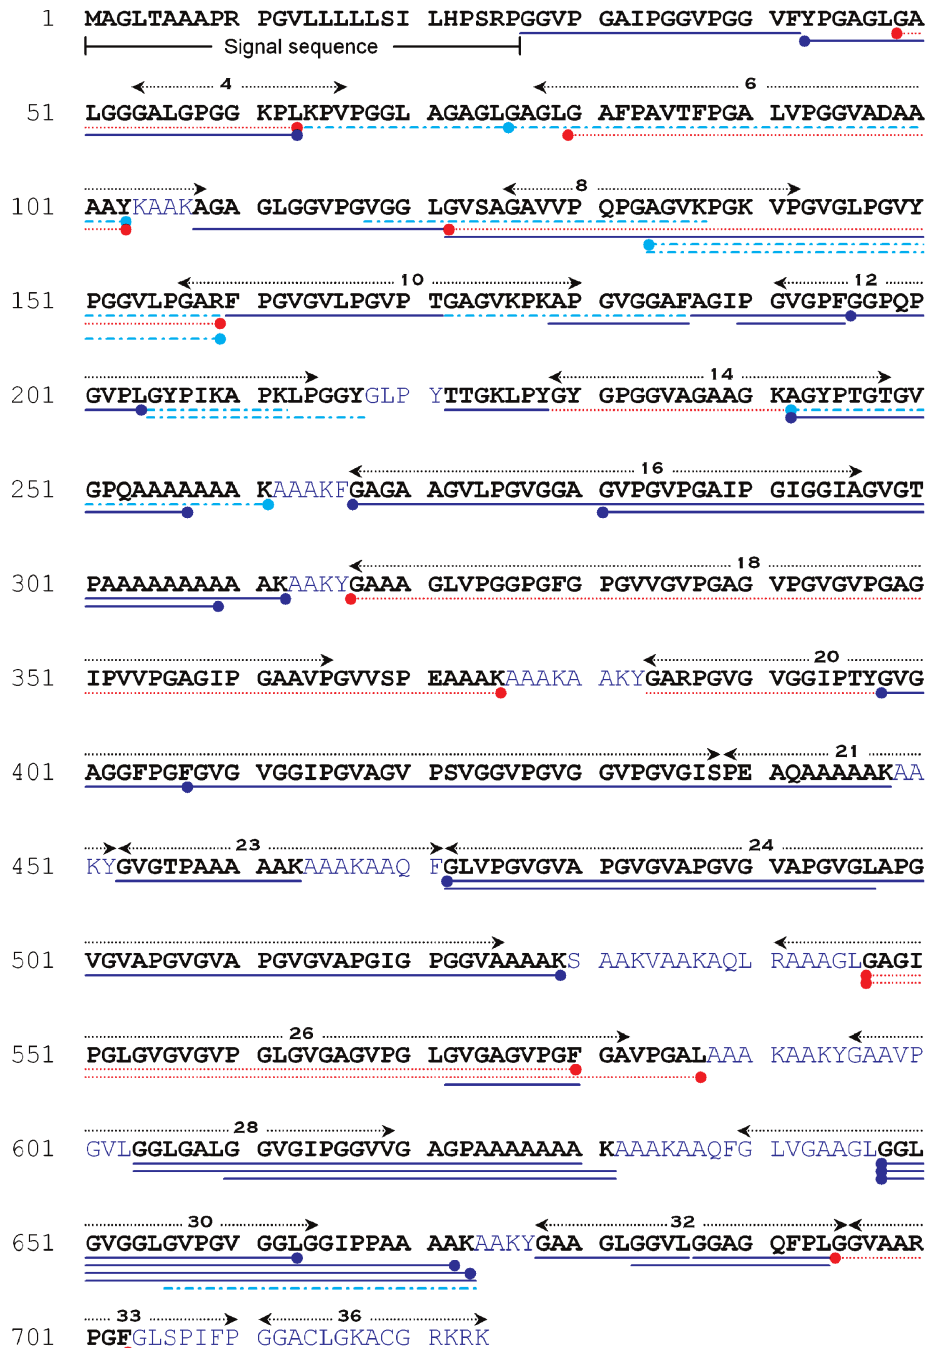 1 MAGLTAAAPR PGVLLLLLSI LHPSRPGGVP GAIPGGVPGG VFYPGAGLGA
Signal sequence
4 6
51 LGGGALGPGG KPLKPVPGGL AGAGLGAGLG AFPAVTFPGA LVPGGVADAA
8
101 AAYKAAKAGA GLGGVPGVGG LGVSAGAVVP QPGAGVKPGK VPGVGLPGVY
10 12
151 PGGVLPGARF PGVGVLPGVP TGAGVKPKAP GVGGAFAGIP GVGPFGGPQP
14
201 GVPLGYPIKA PKLPGGYGLP YTTGKLPYGY GPGGVAGAAG KAGYPTGTGV
16
251 GPQAAAAAAA KAAAKFGAGA AGVLPGVGGA GVPGVPGAIP GIGGIAGVGT
18
301 PAAAAAAAAA AKAAKYGAAA GLVPGGPGFG PGVVGVPGAG VPGVGVPGAG
20
351 IPVVPGAGIP GAAVPGVVSP EAAAKAAAKA AKYGARPGVG VGGIPTYGVG
21
401 AGGFPGFGVG VGGIPGVAGV PSVGGVPGVG GVPGVGISPE AQAAAAAKAA
23 24
451 KYGVGTPAAA AAKAAAKAAQ FGLVPGVGVA PGVGVAPGVG VAPGVGLAPG
501 VGVAPGVGVA PGVGVAPGIG PGGVAAAAKS AAKVAAKAQL RAAAGLGAGI
26
551 PGLGVGVGVP GLGVGAGVPG LGVGAGVPGF GAVPGALAAA KAAKYGAAVP
28
601 GVLGGLGALG GVGIPGGVVG AGPAAAAAAA KAAAKAAQFG LVGAAGLGGL
30 32
651 GVGGLGVPGV GGLGGIPPAA AAKAAKYGAA GLGGVLGGAG QFPLGGVAAR
33 36
701 PGFGLSPIFP GGACLGKACG RKRK